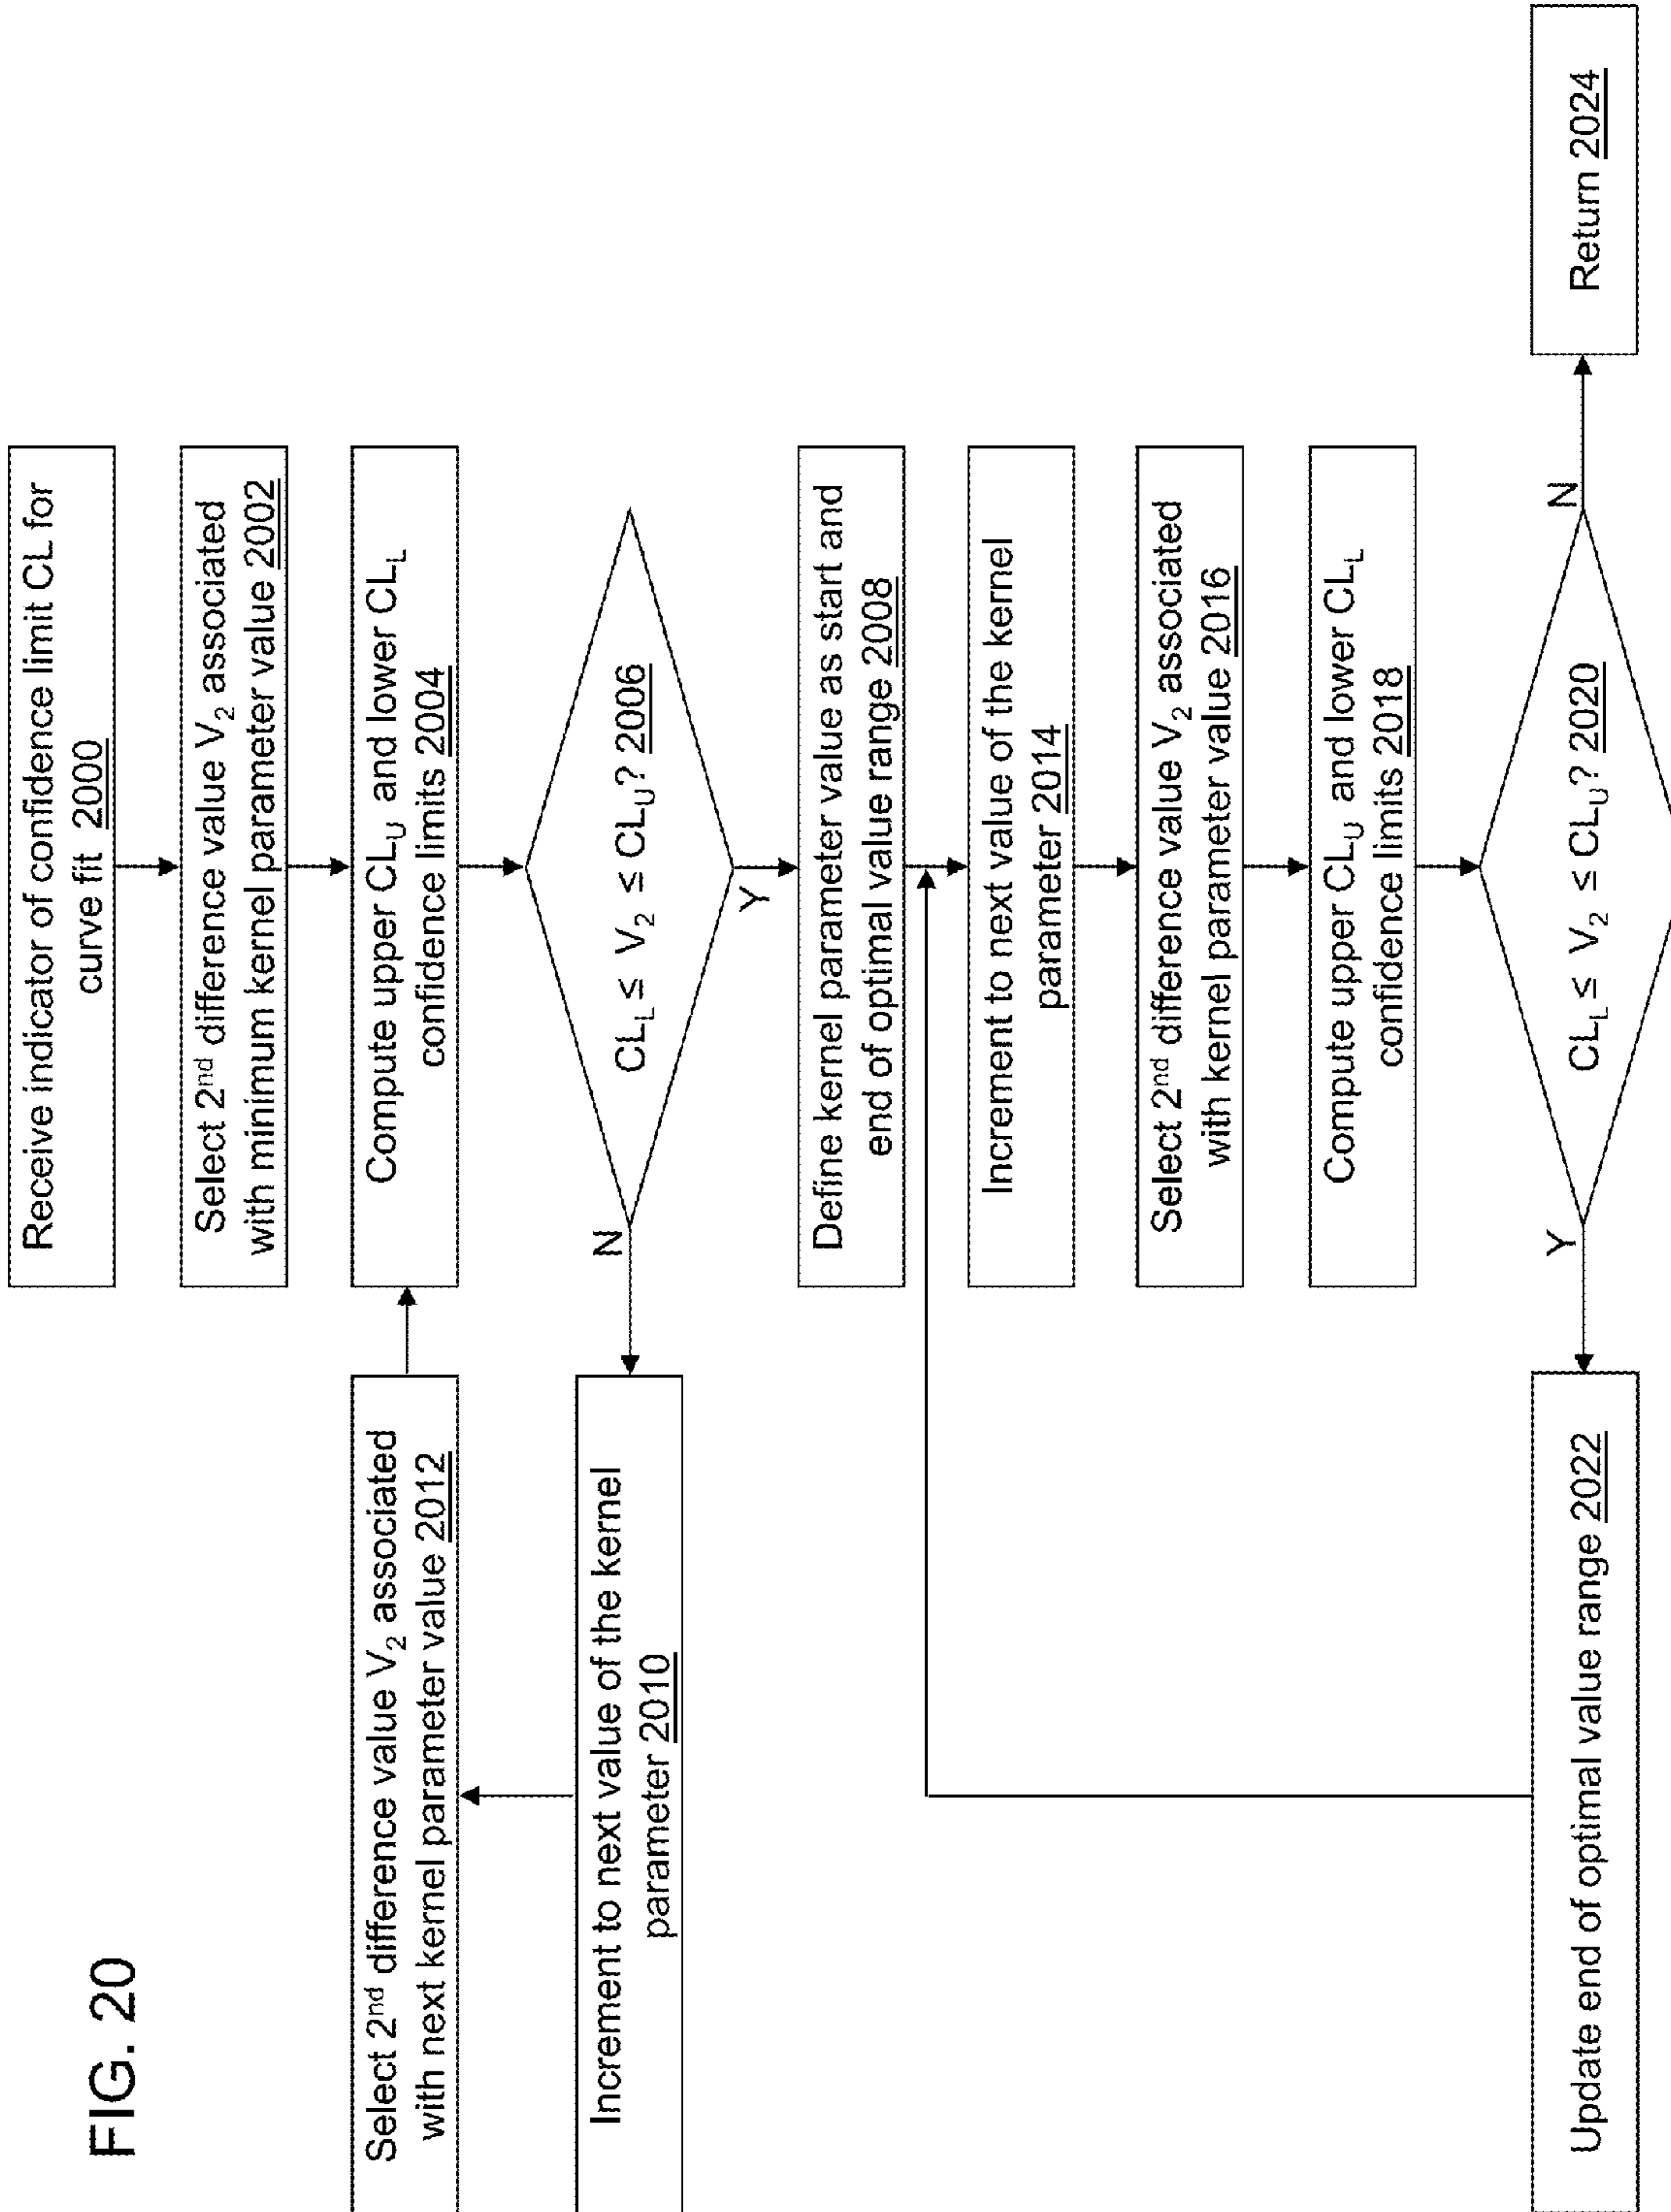 FIG. 20
Receive indicator of confidence limit CL for
curve fit 2000
Select 2nd difference value V2 associated
with minimum kernel parameter value 2002
Compute upper CLU and lower CLL
confidence limits 2004
CLL ≤ V2 ≤ CLU? 2006
N
Y
Select 2nd difference value V2 associated
with next kernel parameter value 2012
Increment to next value of the kernel
parameter 2010
Define kernel parameter value as start and
end of optimal value range 2008
Increment to next value of the kernel
parameter 2014
Select 2nd difference value V2 associated
with kernel parameter value 2016
Compute upper CLU and lower CLL
confidence limits 2018
CLL ≤ V2 ≤ CLU? 2020
Y
N
Update end of optimal value range 2022
Return 2024